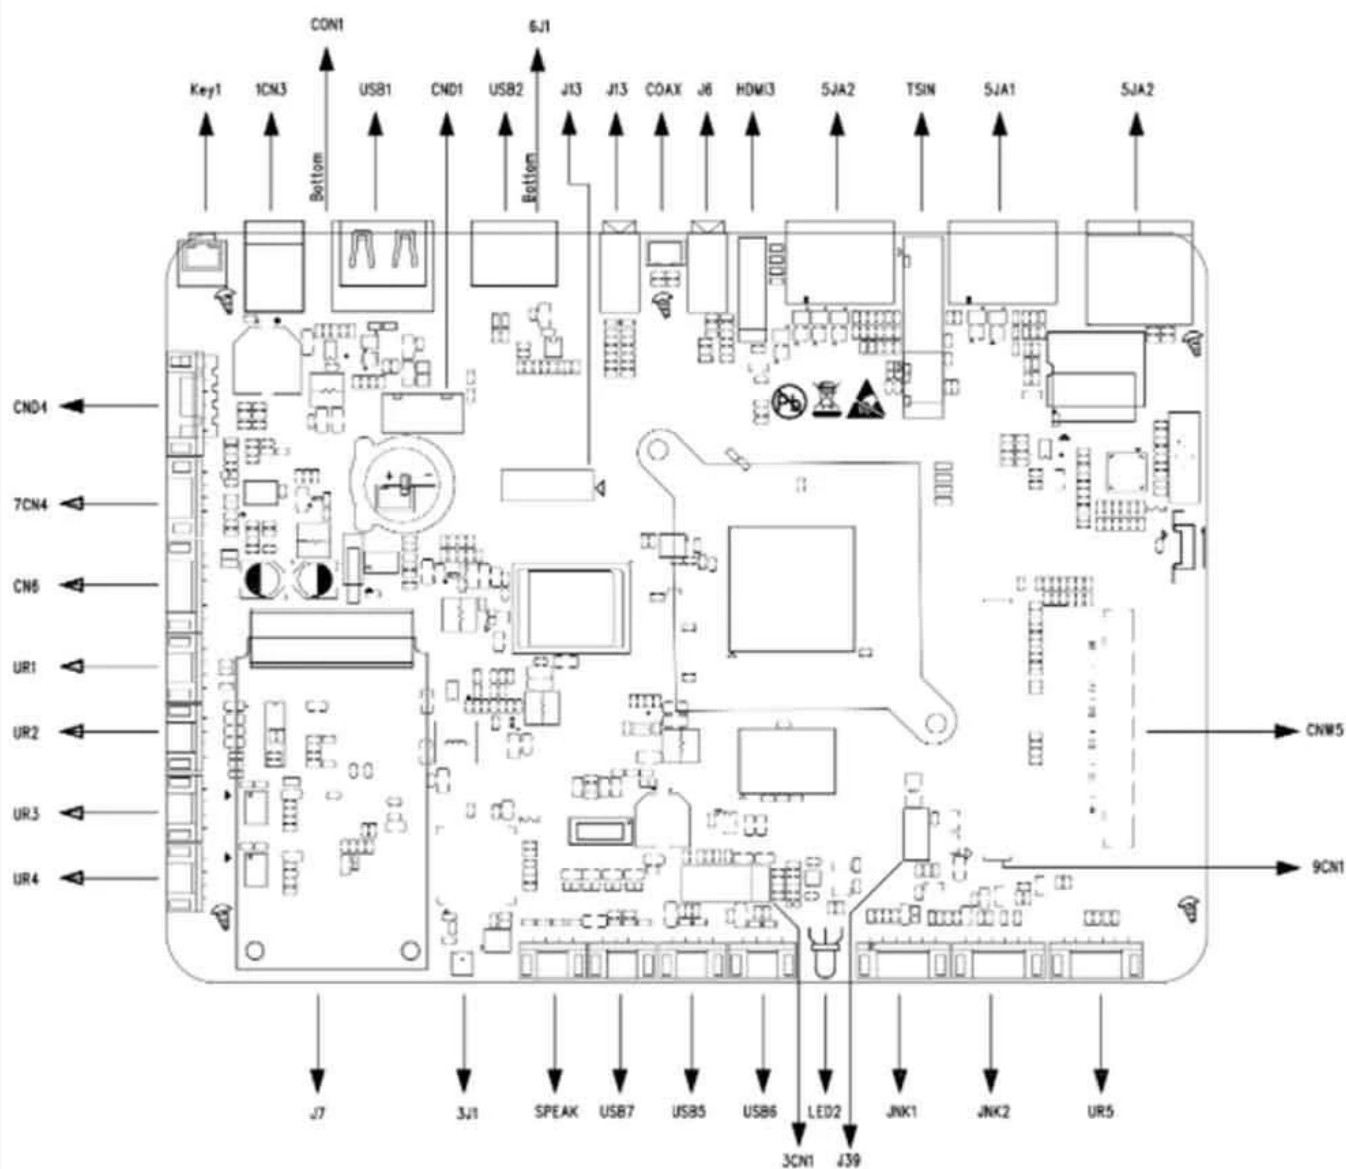 CON1
6J1
Key1
1CN3
USB1
CND1
USB2
J13
J13
COAX
J6
HDMI3
5JA2
TSIN
5JA1
5JA2
Bottom
Bottom
Pb
CND4
7CN4
CN6
UR1
UR2
CNW5
UR3
9CN1
UR4
J7
3J1
SPEAK
USB7
USB5
USB6
LED2
JNK1
JNK2
UR5
3CN1
J39